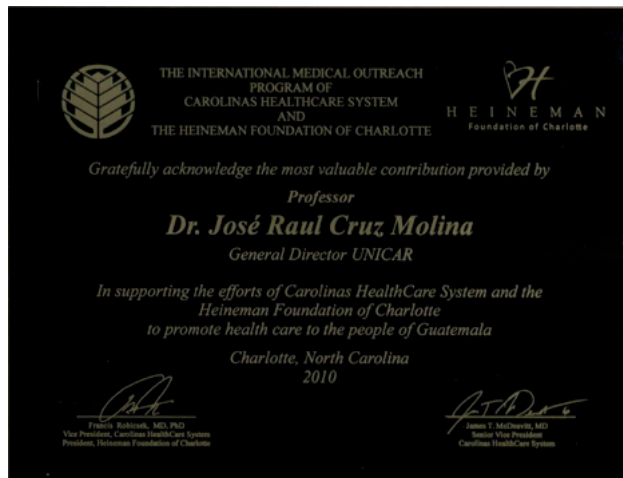 THE INTERNATIONAL MEDICAL OUTREACH
PROGRAM OF
CAROLINAS HEALTHCARE SYSTEM
AND
THE HEINEMAN FOUNDATION OF CHARLOTTE
H E I N E M A N
Foundation of Charlotte
Gratefully acknowledge the most valuable contribution provided by
Professor
Dr. José Raul Cruz Molina
General Director UNICAR
In supporting the efforts of Carolinas HealthCare System and the
Heineman Foundation of Charlotte
to promote health care to the people of Guatemala
Charlotte, North Carolina
2010
Francis Robicsek, MD, PhD
Vice President, Carolinas HealthCare System
President, Heineman Foundation of Charlotte
James T. McDeavitt, MD
Senior Vice President
Carolinas HealthCare System